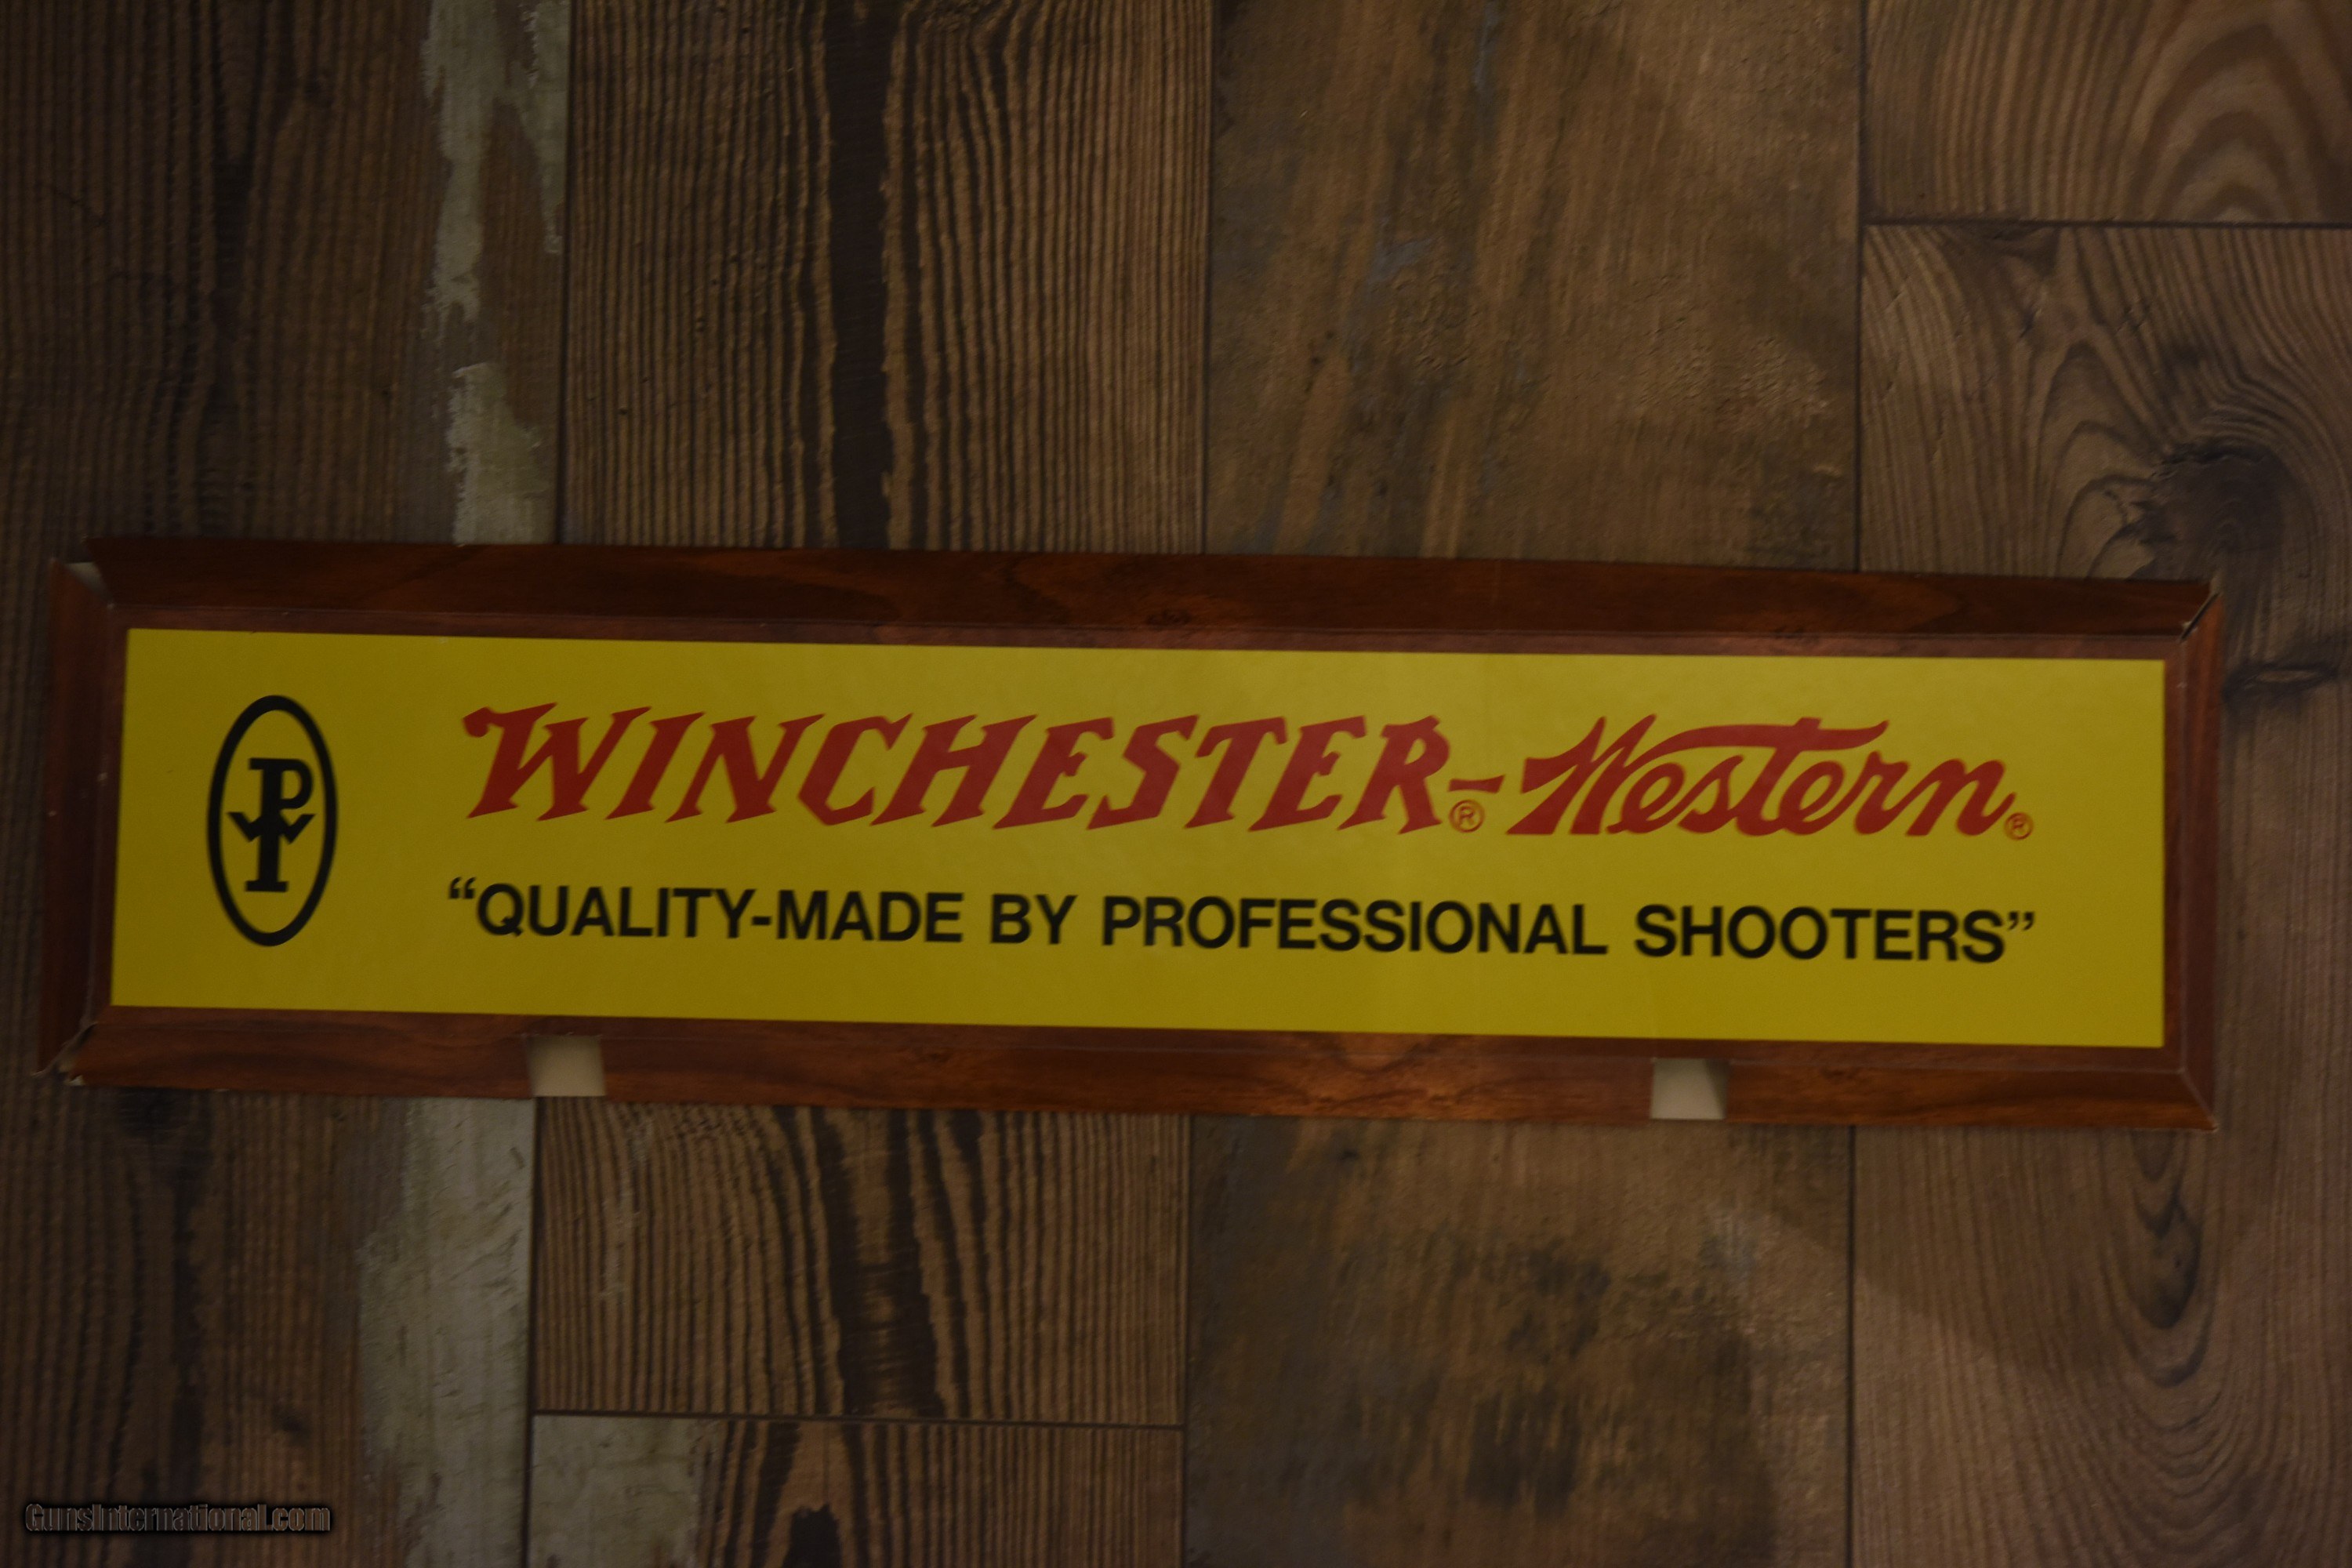 WINCHESTER®-Western®
“QUALITY-MADE BY PROFESSIONAL SHOOTERS”
GunsInternational.com